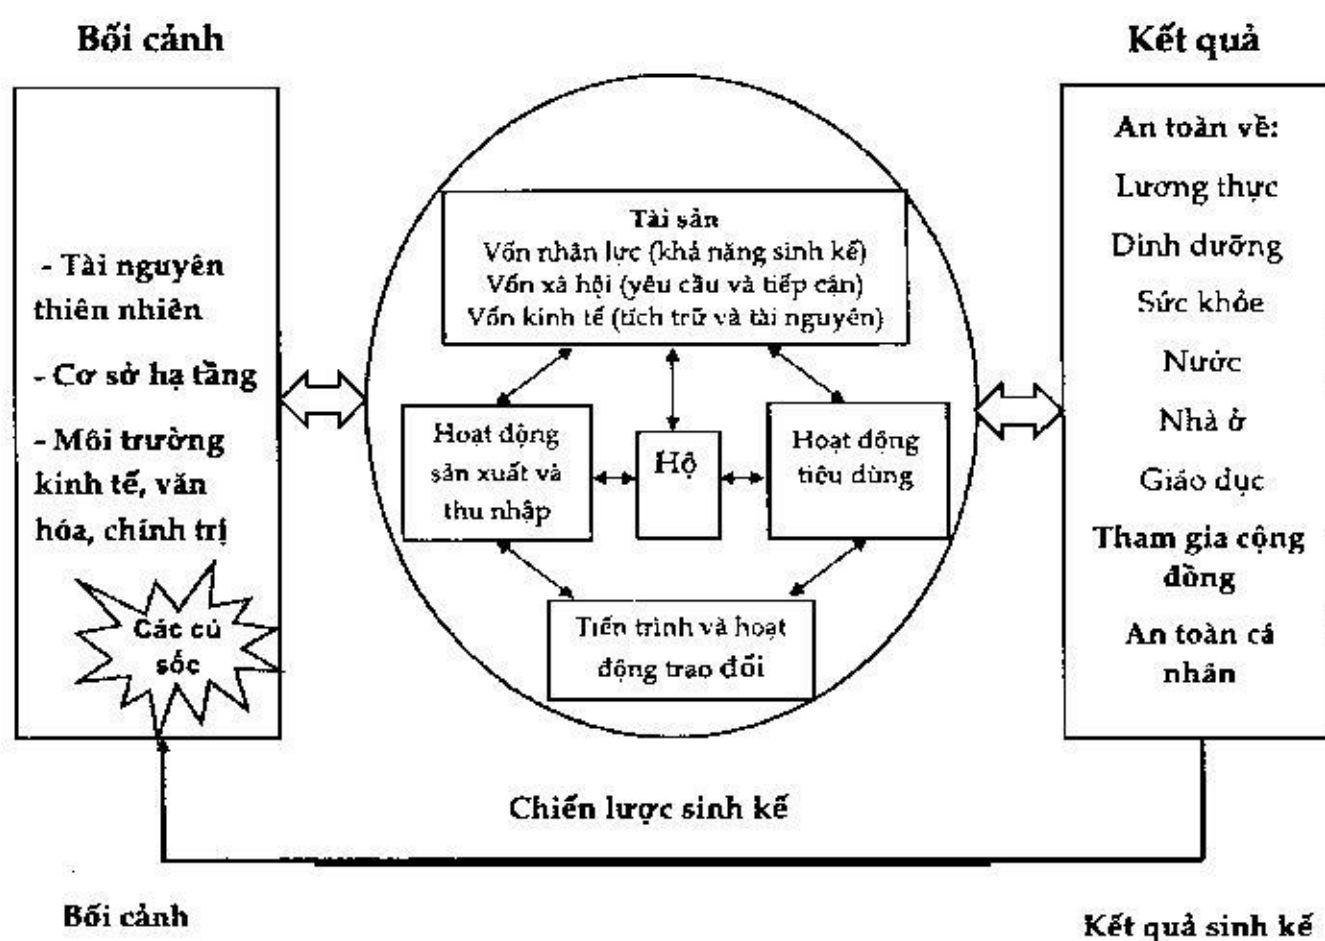 Bối cảnh
Kết quả
- Tài nguyên
thiên nhiên
- Cơ sở hạ tầng
- Môi trường
kinh tế, văn
hóa, chính trị
Các cú
sốc
Tài sản
Vốn nhân lực (khả năng sinh kế)
Vốn xã hội (yêu cầu và tiếp cận)
Vốn kinh tế (tích trữ và tài nguyên)
Hoạt động
sản xuất và
thu nhập
Hộ
Hoạt động
tiêu dùng
Tiến trình và hoạt
động trao đổi
An toàn về:
Lương thực
Dinh dưỡng
Sức khỏe
Nước
Nhà ở
Giáo dục
Tham gia cộng
đồng
An toàn cá
nhân
Chiến lược sinh kế
Bối cảnh
Kết quả sinh kế